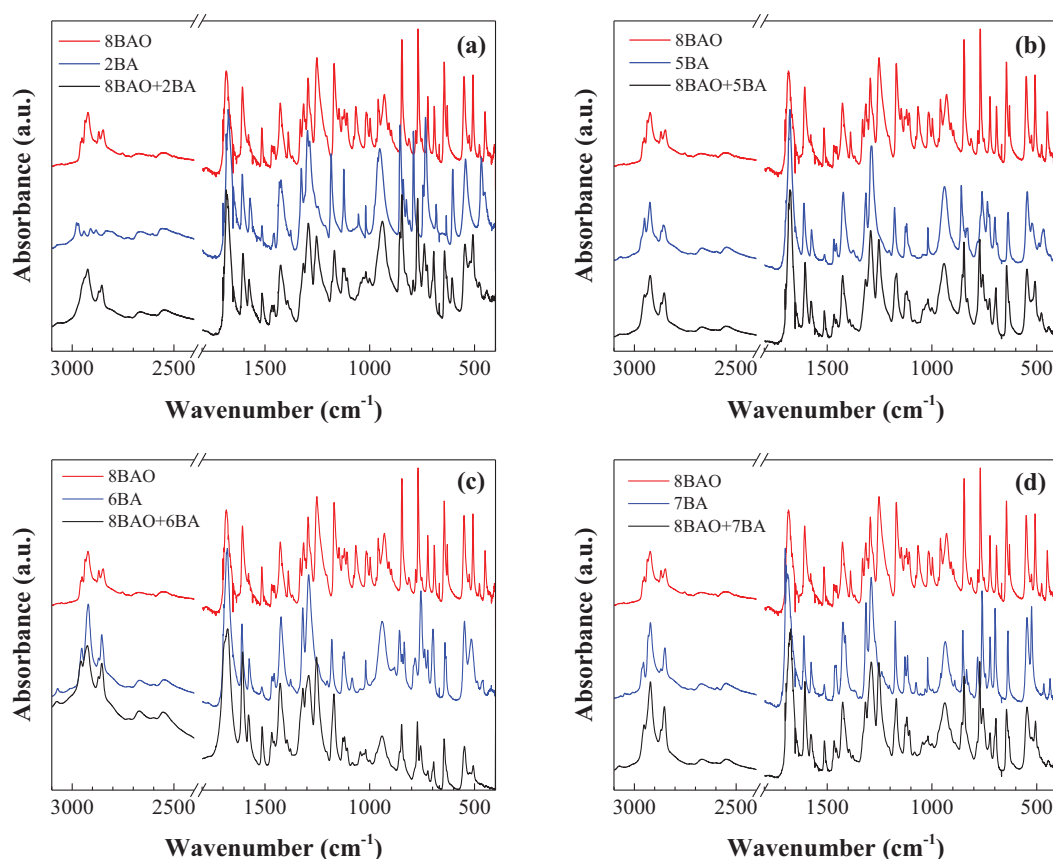 8BAO
2BA
8BAO+2BA
(a)
Absorbance (a.u.)
3000 2500 1500 1000 500
Wavenumber (cm-1)
8BAO
5BA
8BAO+5BA
(b)
Absorbance (a.u.)
3000 2500 1500 1000 500
Wavenumber (cm-1)
8BAO
6BA
8BAO+6BA
(c)
Absorbance (a.u.)
3000 2500 1500 1000 500
Wavenumber (cm-1)
8BAO
7BA
8BAO+7BA
(d)
Absorbance (a.u.)
3000 2500 1500 1000 500
Wavenumber (cm-1)